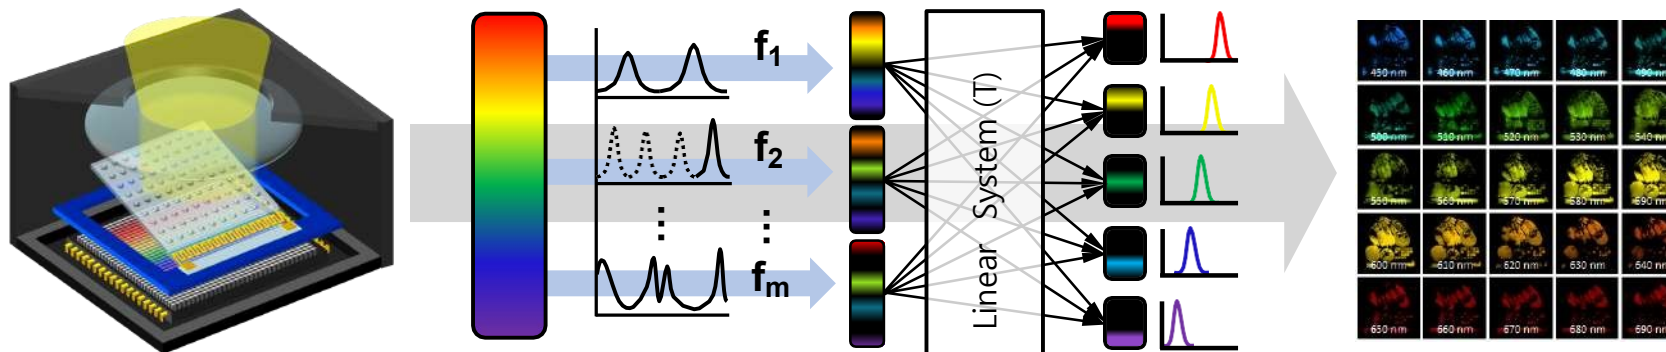 f1
f2
fm
Linear System (T)
450 nm 460 nm 470 nm 480 nm 490 nm
500 nm 510 nm 520 nm 530 nm 540 nm
550 nm 560 nm 570 nm 580 nm 590 nm
600 nm 610 nm 620 nm 630 nm 640 nm
650 nm 660 nm 670 nm 680 nm 690 nm